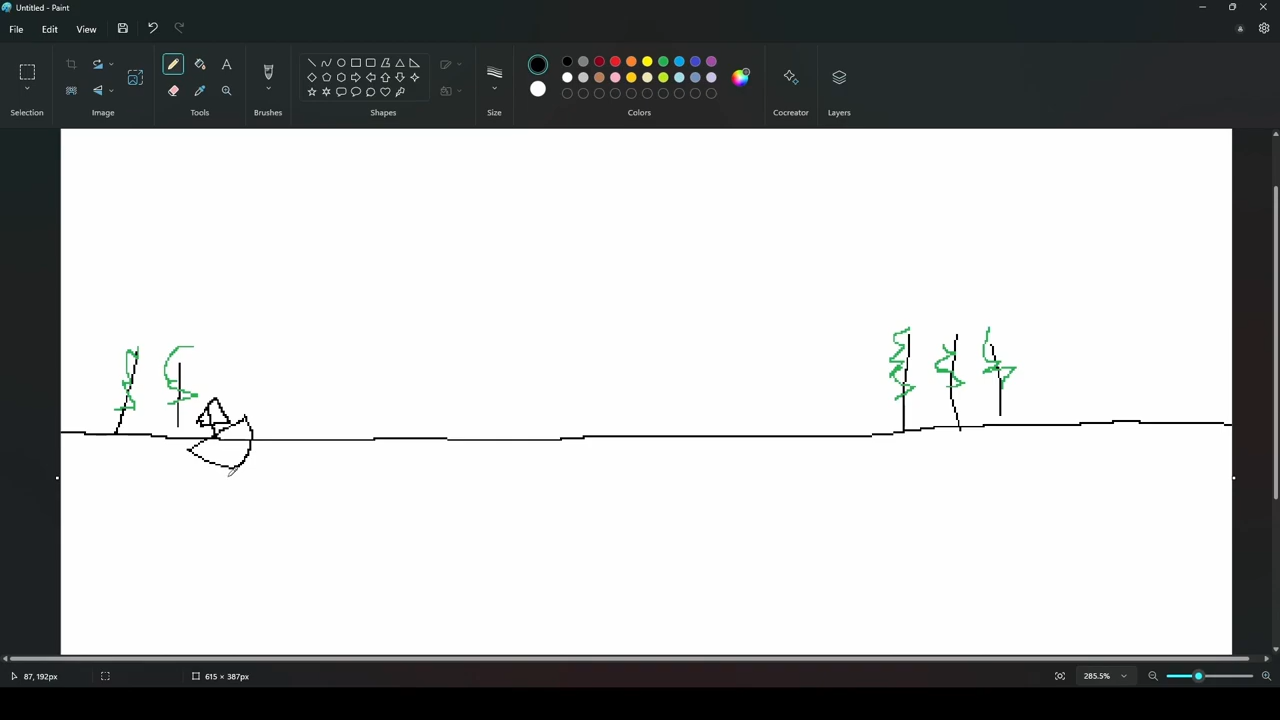 Untitled - Paint
File Edit View
Selection Image Tools Brushes Shapes Size Colors Cocreator Layers
87, 192px 615 × 387px 285.5%